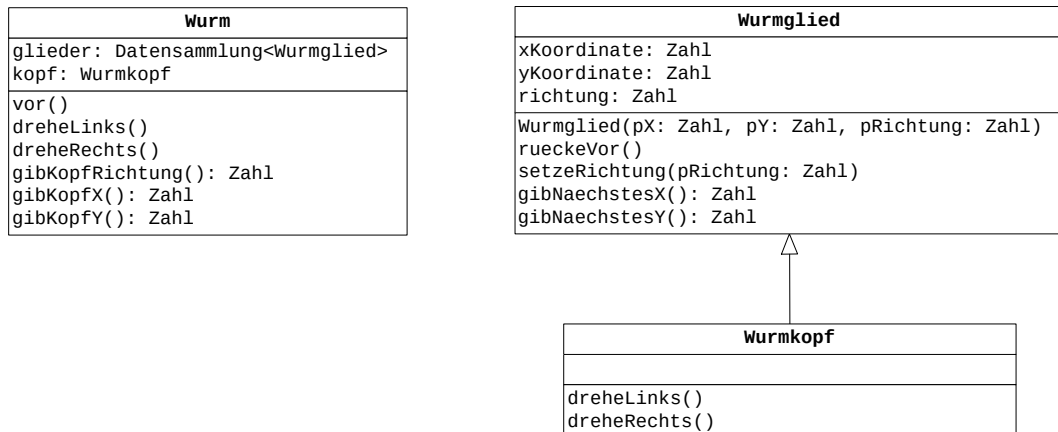 Wurm
glieder: Datensammlung<Wurmglied>
kopf: Wurmkopf
vor()
dreheLinks()
dreheRechts()
gibKopfRichtung(): Zahl
gibKopfX(): Zahl
gibKopfY(): Zahl
Wurmglied
xKoordinate: Zahl
yKoordinate: Zahl
richtung: Zahl
Wurmglied(pX: Zahl, pY: Zahl, pRichtung: Zahl)
rueckeVor()
setzeRichtung(pRichtung: Zahl)
gibNaechstesX(): Zahl
gibNaechstesY(): Zahl
Wurmkopf
dreheLinks()
dreheRechts()